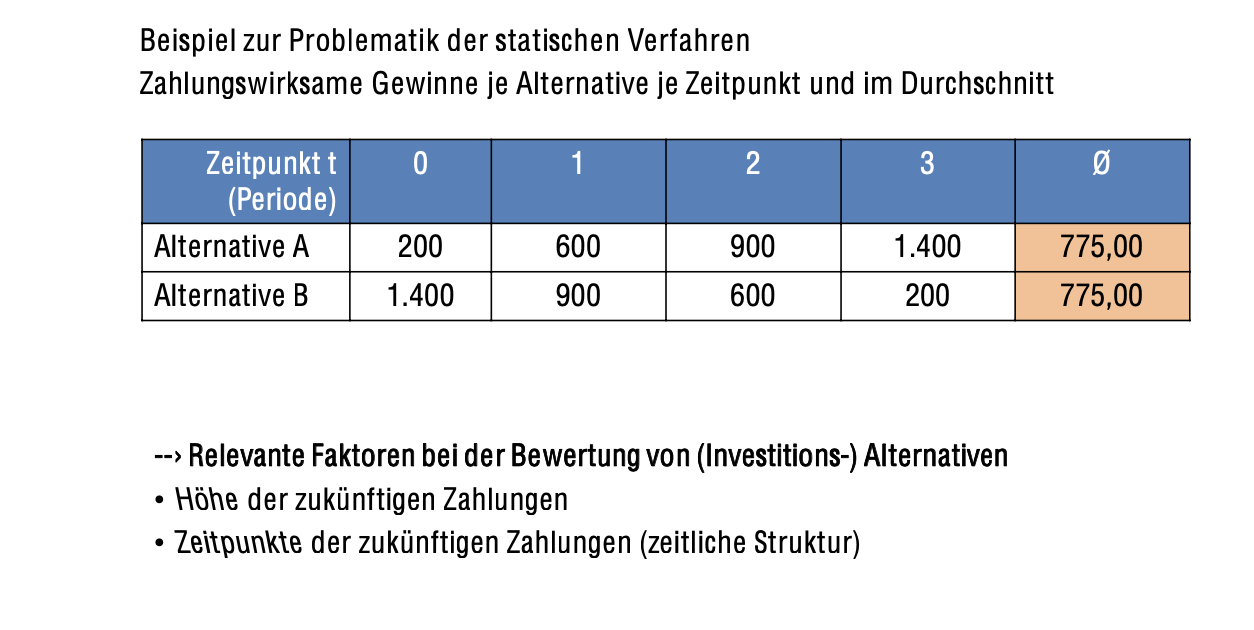 Beispiel zur Problematik der statischen Verfahren
Zahlungswirksame Gewinne je Alternative je Zeitpunkt und im Durchschnitt
Zeitpunkt t (Periode) 0 1 2 3 Ø
Alternative A 200 600 900 1.400 775,00
Alternative B 1.400 900 600 200 775,00
--› Relevante Faktoren bei der Bewertung von (Investitions-) Alternativen
• Höhe der zukünftigen Zahlungen
• Zeitpunkte der zukünftigen Zahlungen (zeitliche Struktur)